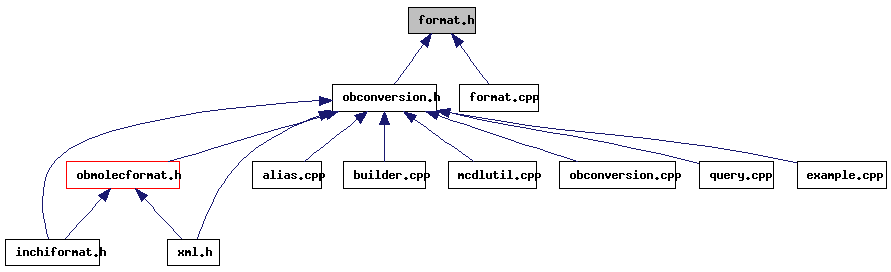 format.h
obconversion.h
format.cpp
obmolecformat.h
alias.cpp
builder.cpp
mcdlutil.cpp
obconversion.cpp
query.cpp
example.cpp
inchiformat.h
xml.h